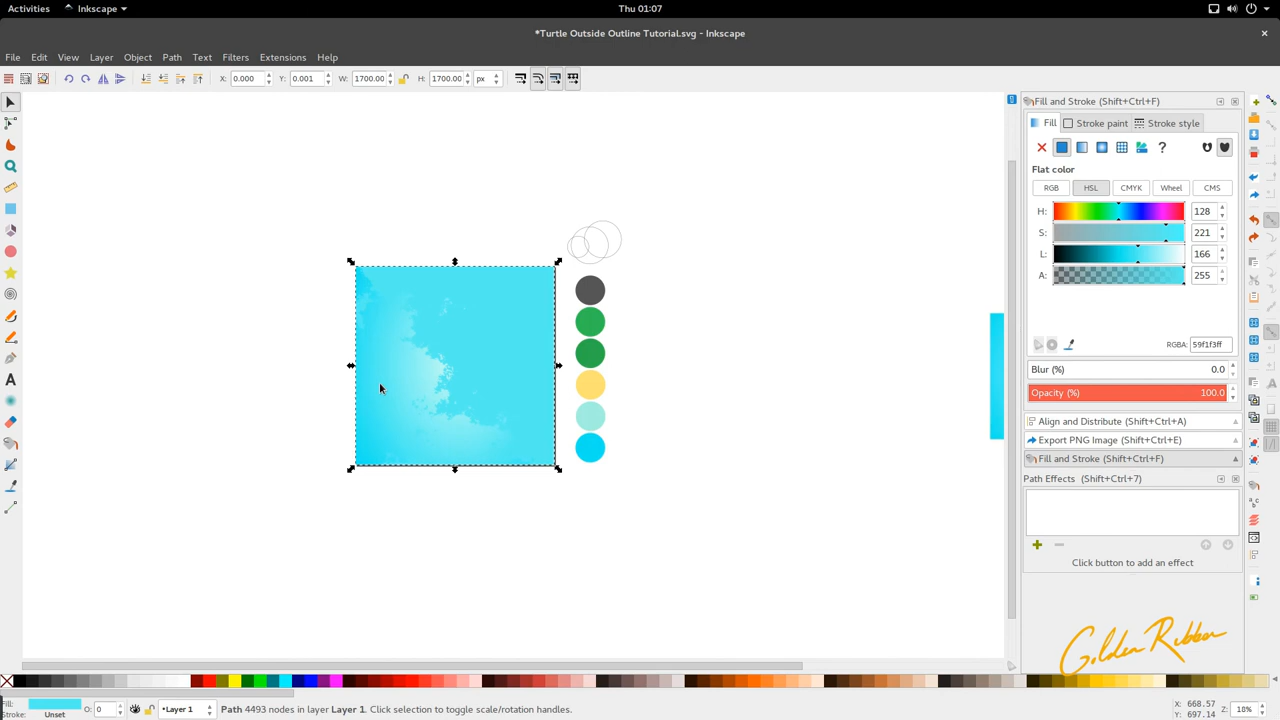 Activities Inkscape Thu 01:07
*Turtle Outside Outline Tutorial.svg - Inkscape
File Edit View Layer Object Path Text Filters Extensions Help
X: 0.000 Y: 0.001 W: 1700.00 H: 1700.00 px
Fill and Stroke (Shift+Ctrl+F)
Fill Stroke paint Stroke style
?
Flat color
RGB HSL CMYK Wheel CMS
H: 128
S: 221
L: 166
A: 255
RGBA: 59f1f3ff
Blur (%) 0.0
Opacity (%) 100.0
Align and Distribute (Shift+Ctrl+A)
Export PNG Image (Shift+Ctrl+E)
Fill and Stroke (Shift+Ctrl+F)
Path Effects (Shift+Ctrl+7)
Click button to add an effect
Golden Ribbon
Fill:
Stroke: Unset
O: 0
•Layer 1
Path 4493 nodes in layer Layer 1. Click selection to toggle scale/rotation handles.
X: 668.57
Y: 697.14
Z: 18%